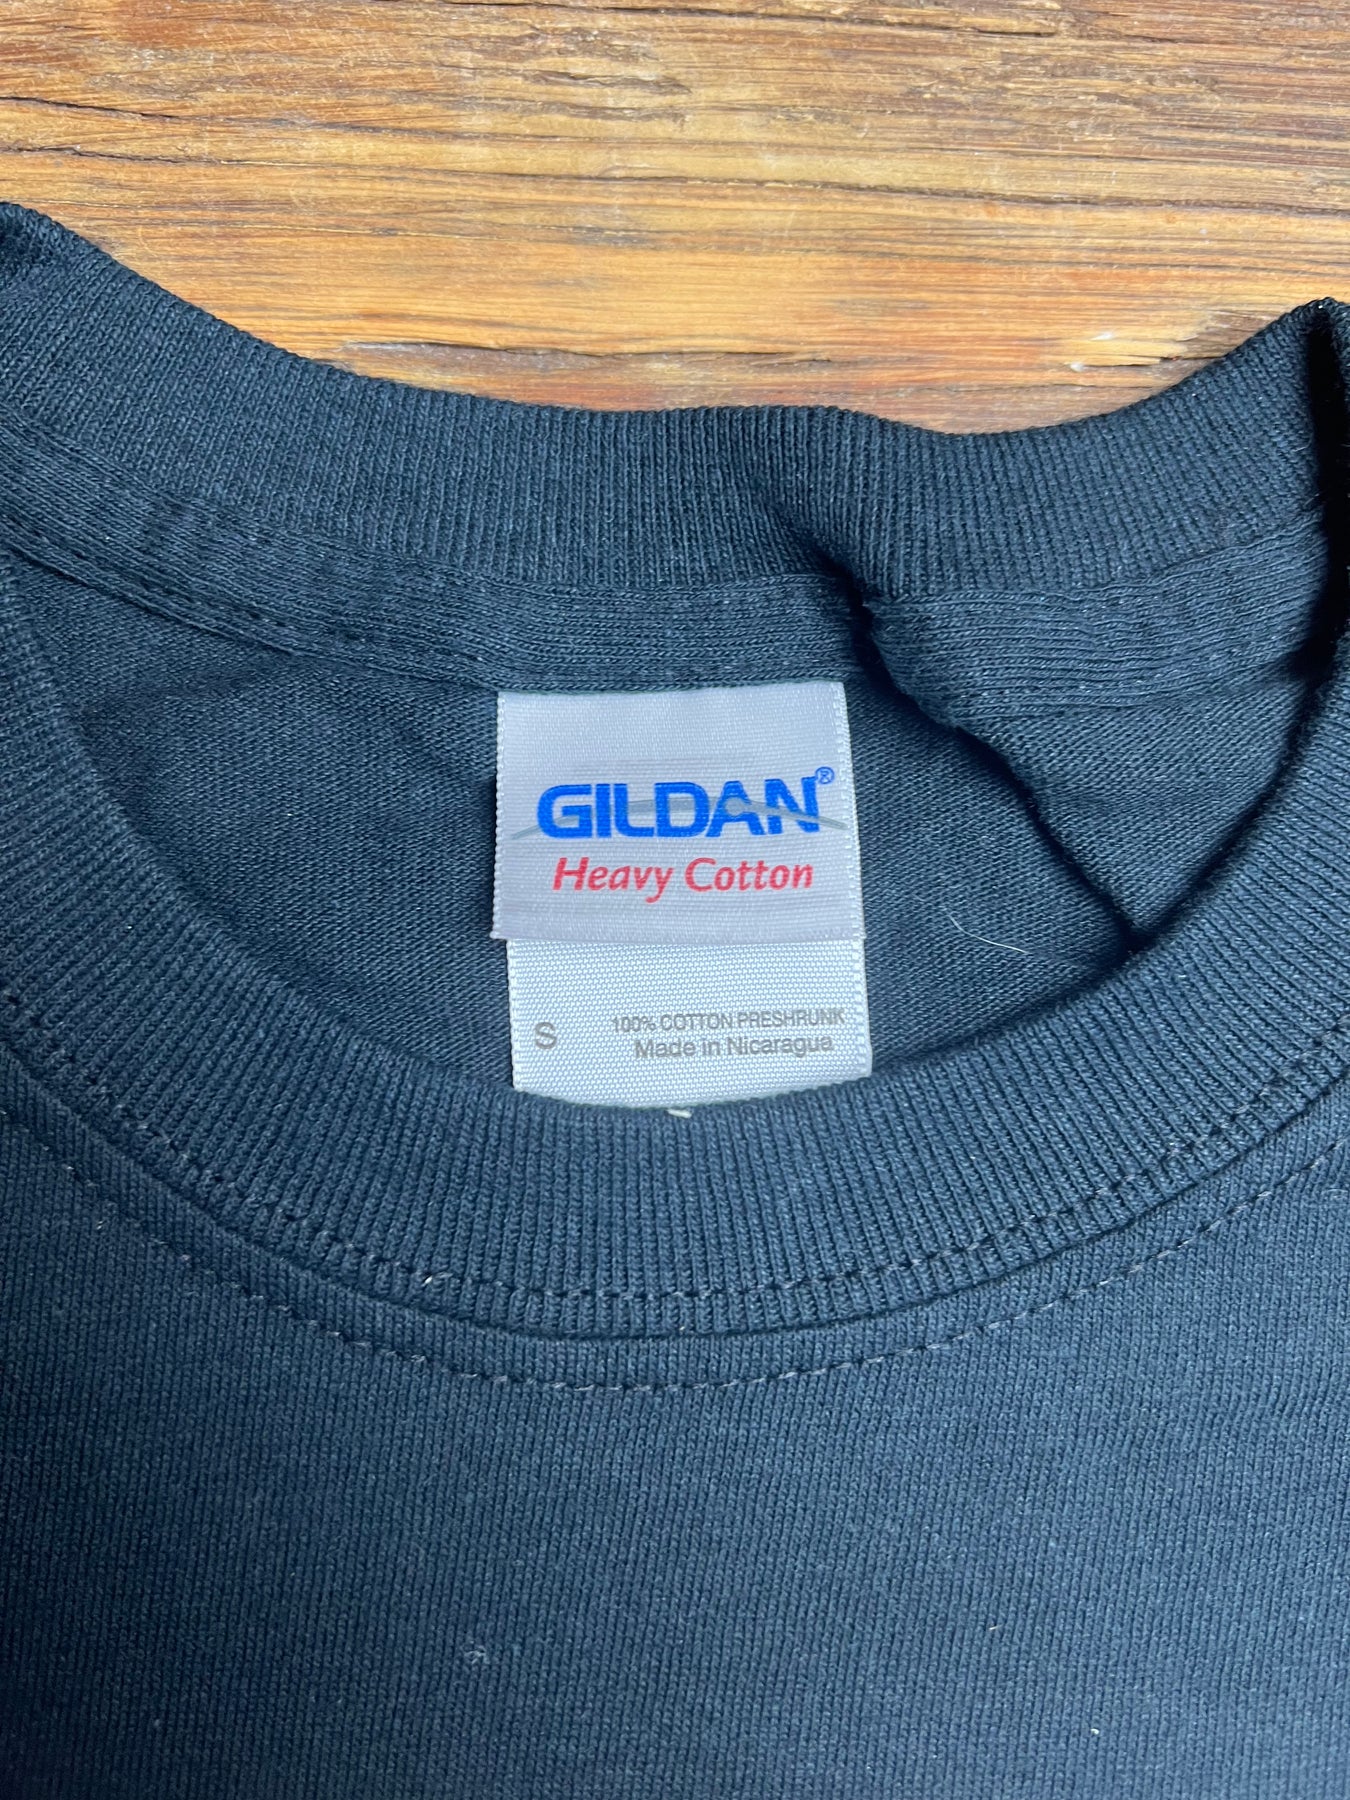 GILDAN®
Heavy Cotton
S
100% COTTON PRESHRUNK
Made in Nicaragua